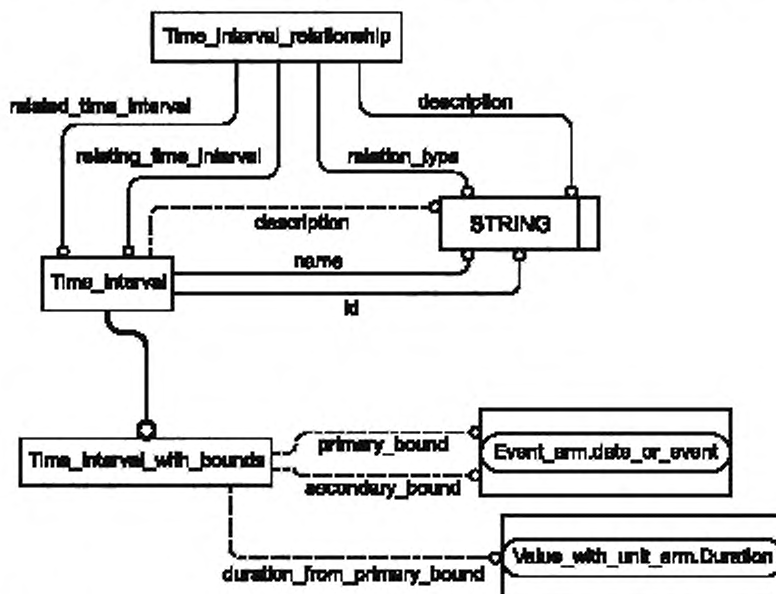 Time_interval_relationship
related_time_interval
description
relating_time_interval
relation_type
description
STRING
name
Time_interval
id
primary_bound
Event_arm.date_or_event
Time_interval_with_bounds
secondary_bound
Value_with_unit_arm.Duration
duration_from_primary_bound